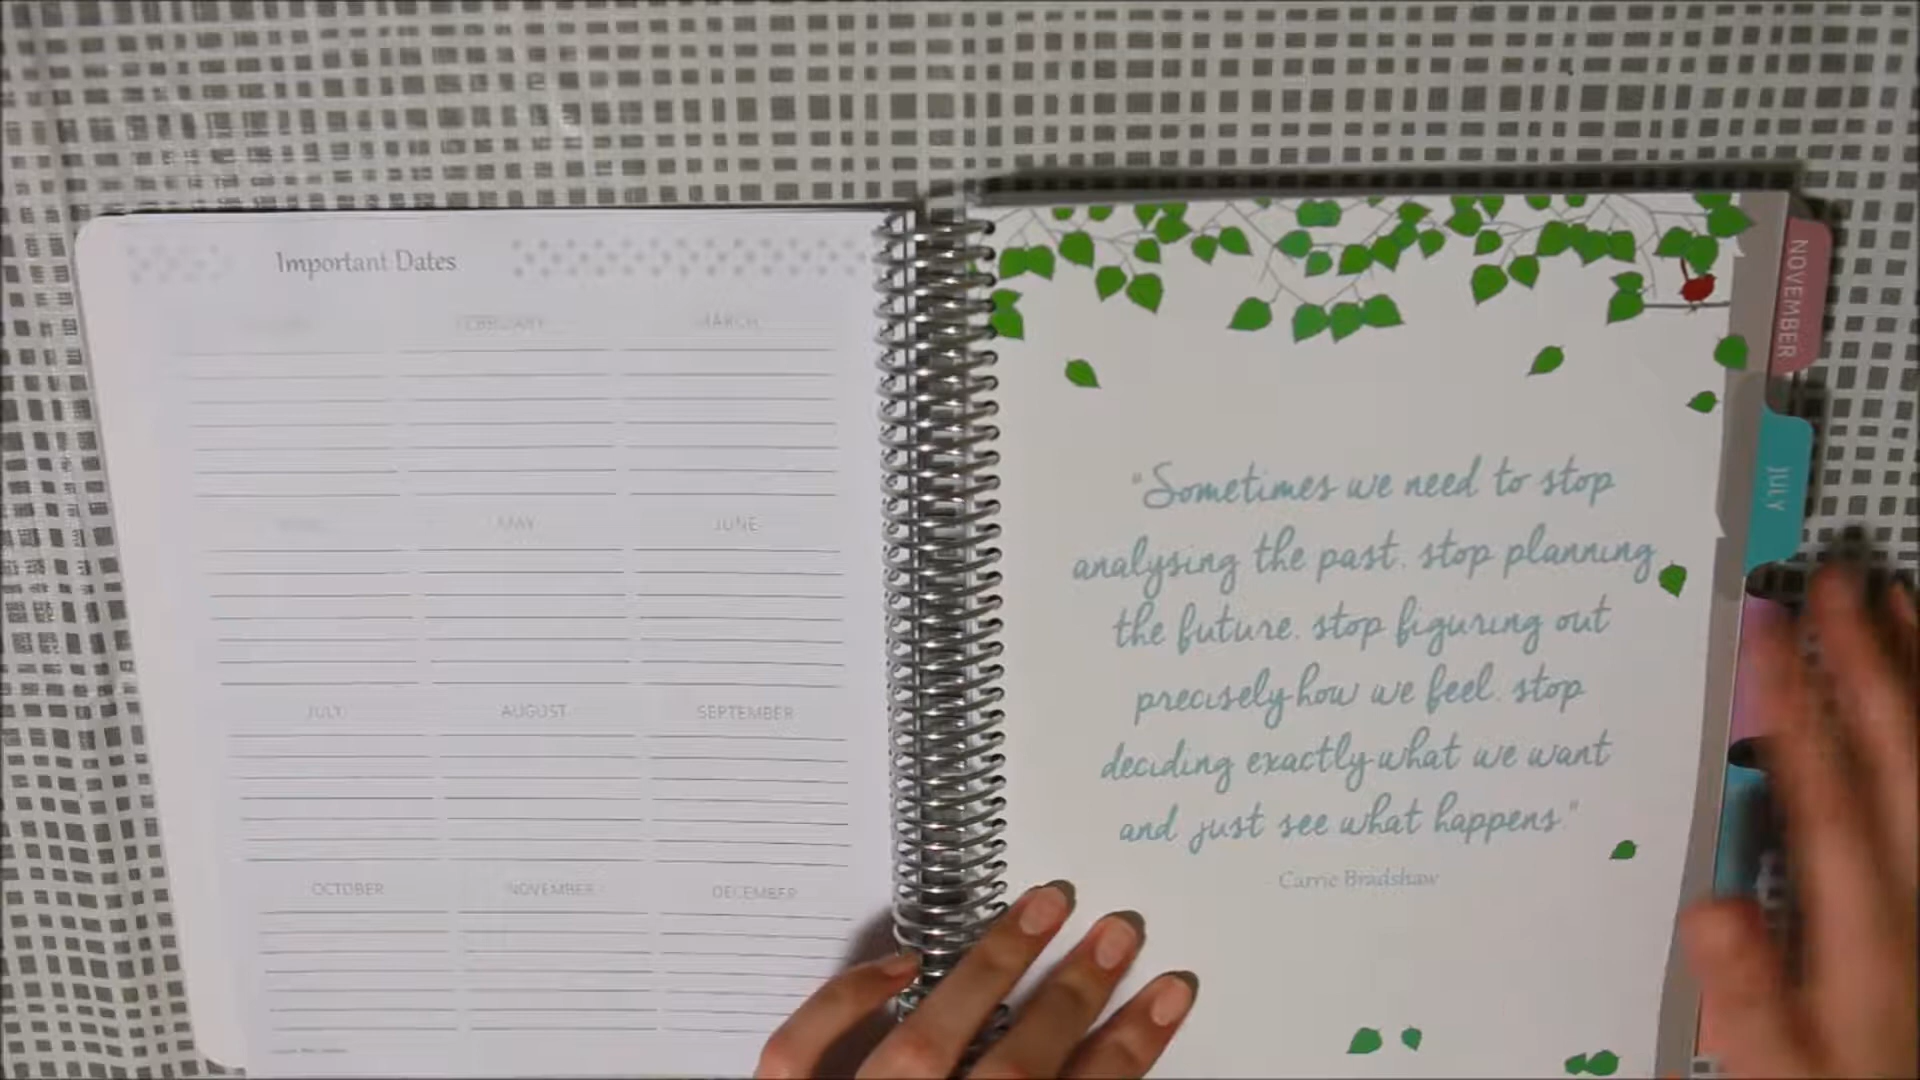 Important Dates
FEBRUARY
MARCH
MAY
JUNE
JULY
AUGUST
SEPTEMBER
OCTOBER
NOVEMBER
DECEMBER
"Sometimes we need to stop
analysing the past, stop planning
the future, stop figuring out
precisely how we feel, stop
deciding exactly what we want
and just see what happens."
Carrie Bradshaw
NOVEMBER
JULY